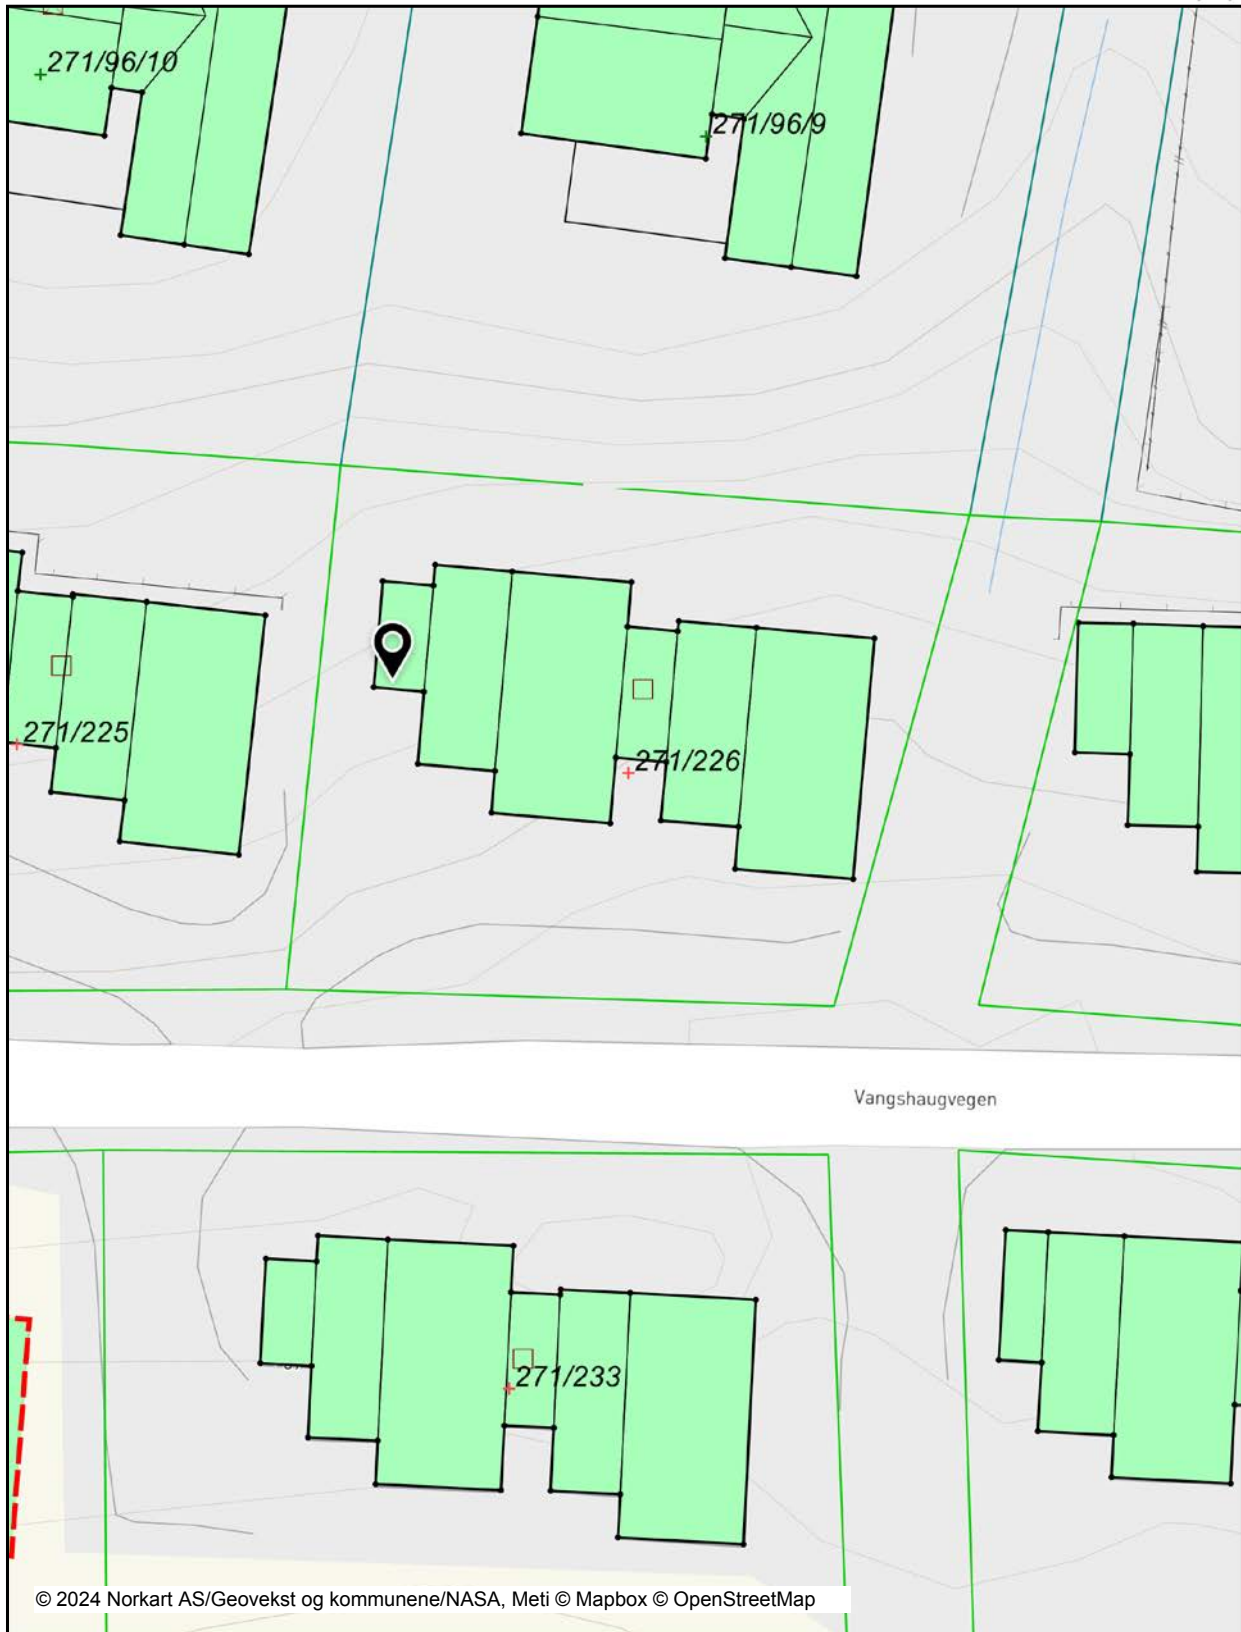 271/96/10
271/96/9
271/225
271/226
Vangshaugvegen
271/233
© 2024 Norkart AS/Geovekst og kommunene/NASA, Meti © Mapbox © OpenStreetMap